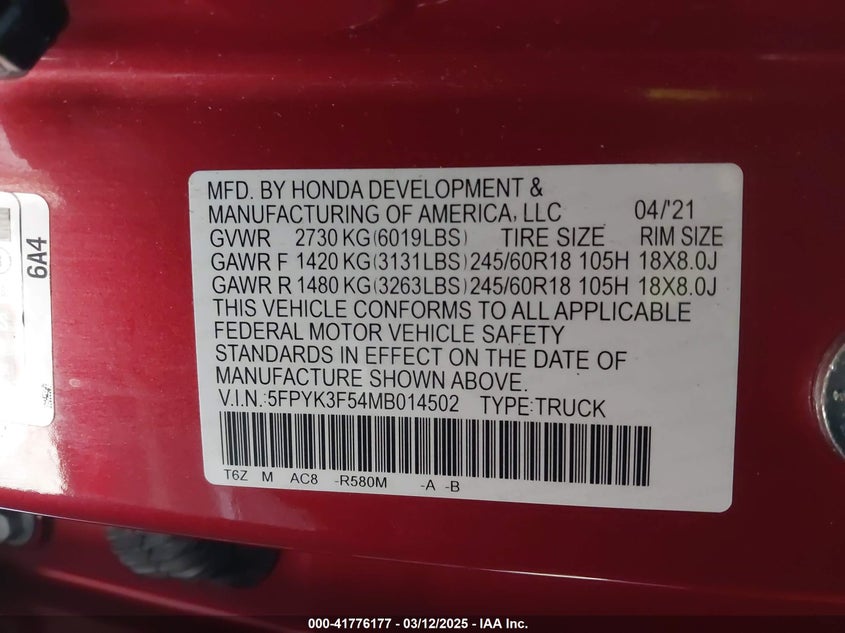 MFD. BY HONDA DEVELOPMENT &
MANUFACTURING OF AMERICA, LLC 04/'21
GVWR 2730 KG(6019LBS) TIRE SIZE RIM SIZE
GAWR F 1420 KG(3131LBS)245/60R18 105H 18X8.0J
GAWR R 1480 KG(3263LBS)245/60R18 105H 18X8.0J
THIS VEHICLE CONFORMS TO ALL APPLICABLE
FEDERAL MOTOR VEHICLE SAFETY
STANDARDS IN EFFECT ON THE DATE OF
MANUFACTURE SHOWN ABOVE.
V.I.N.:5FPYK3F54MB014502 TYPE:TRUCK
T6Z M AC8 -R580M -A -B
6A4
000-41776177 — 03/12/2025 — IAA Inc.